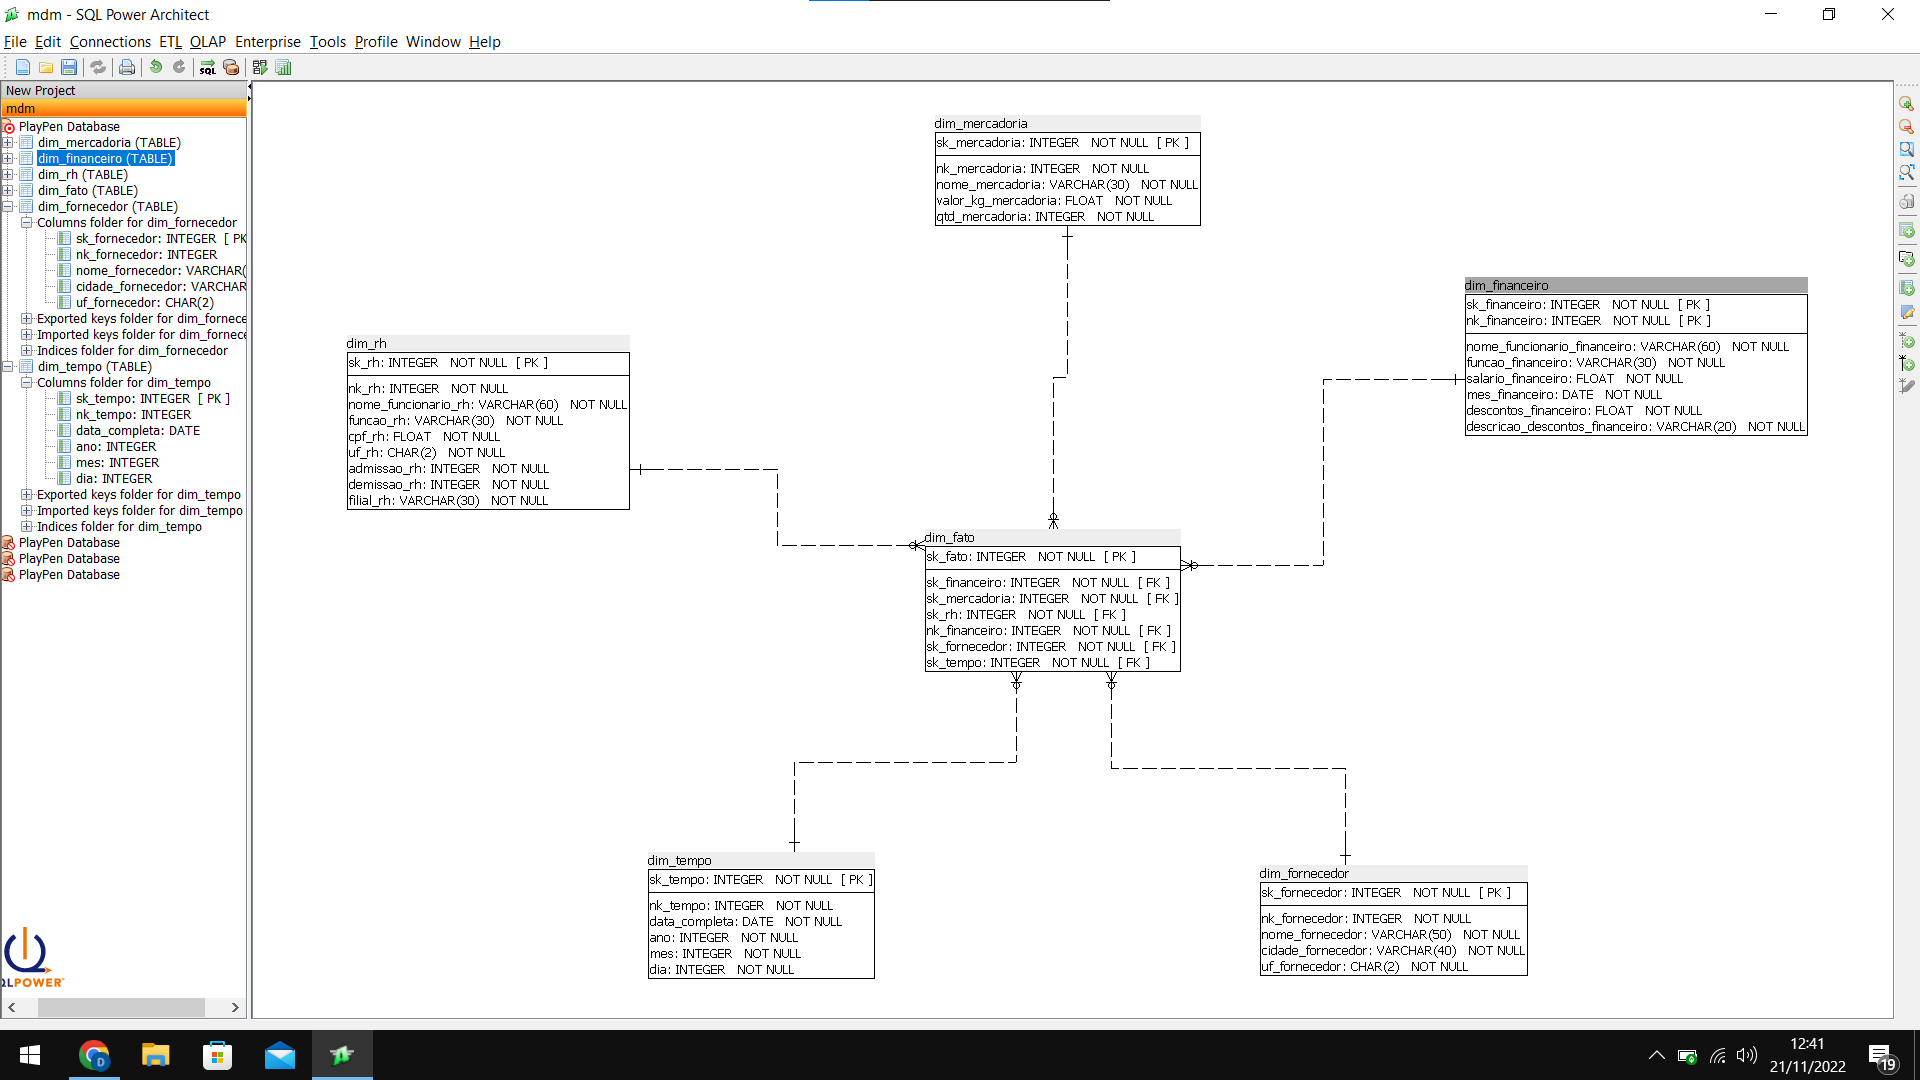 mdm - SQL Power Architect
File Edit Connections ETL OLAP Enterprise Tools Profile Window Help
SQL
New Project
mdm
PlayPen Database
dim_mercadoria (TABLE)
dim_financeiro (TABLE)
dim_rh (TABLE)
dim_fato (TABLE)
dim_fornecedor (TABLE)
Columns folder for dim_fornecedor
sk_fornecedor: INTEGER [ PK
nk_fornecedor: INTEGER
nome_fornecedor: VARCHAR(
cidade_fornecedor: VARCHAR
uf_fornecedor: CHAR(2)
Exported keys folder for dim_fornece
Imported keys folder for dim_fornece
Indices folder for dim_fornecedor
dim_tempo (TABLE)
Columns folder for dim_tempo
sk_tempo: INTEGER [ PK ]
nk_tempo: INTEGER
data_completa: DATE
ano: INTEGER
mes: INTEGER
dia: INTEGER
Exported keys folder for dim_tempo
Imported keys folder for dim_tempo
Indices folder for dim_tempo
PlayPen Database
PlayPen Database
PlayPen Database
QLPOWER
dim_mercadoria
sk_mercadoria: INTEGER NOT NULL [ PK ]
nk_mercadoria: INTEGER NOT NULL
nome_mercadoria: VARCHAR(30) NOT NULL
valor_kg_mercadoria: FLOAT NOT NULL
qtd_mercadoria: INTEGER NOT NULL
dim_financeiro
sk_financeiro: INTEGER NOT NULL [ PK ]
nk_financeiro: INTEGER NOT NULL [ PK ]
nome_funcionario_financeiro: VARCHAR(60) NOT NULL
funcao_financeiro: VARCHAR(30) NOT NULL
salario_financeiro: FLOAT NOT NULL
mes_financeiro: DATE NOT NULL
descontos_financeiro: FLOAT NOT NULL
descricao_descontos_financeiro: VARCHAR(20) NOT NULL
dim_rh
sk_rh: INTEGER NOT NULL [ PK ]
nk_rh: INTEGER NOT NULL
nome_funcionario_rh: VARCHAR(60) NOT NULL
funcao_rh: VARCHAR(30) NOT NULL
cpf_rh: FLOAT NOT NULL
uf_rh: CHAR(2) NOT NULL
admissao_rh: INTEGER NOT NULL
demissao_rh: INTEGER NOT NULL
filial_rh: VARCHAR(30) NOT NULL
dim_fato
sk_fato: INTEGER NOT NULL [ PK ]
sk_financeiro: INTEGER NOT NULL [ FK ]
sk_mercadoria: INTEGER NOT NULL [ FK ]
sk_rh: INTEGER NOT NULL [ FK ]
nk_financeiro: INTEGER NOT NULL [ FK ]
sk_fornecedor: INTEGER NOT NULL [ FK ]
sk_tempo: INTEGER NOT NULL [ FK ]
dim_tempo
sk_tempo: INTEGER NOT NULL [ PK ]
nk_tempo: INTEGER NOT NULL
data_completa: DATE NOT NULL
ano: INTEGER NOT NULL
mes: INTEGER NOT NULL
dia: INTEGER NOT NULL
dim_fornecedor
sk_fornecedor: INTEGER NOT NULL [ PK ]
nk_fornecedor: INTEGER NOT NULL
nome_fornecedor: VARCHAR(50) NOT NULL
cidade_fornecedor: VARCHAR(40) NOT NULL
uf_fornecedor: CHAR(2) NOT NULL
D
12:41
21/11/2022
19